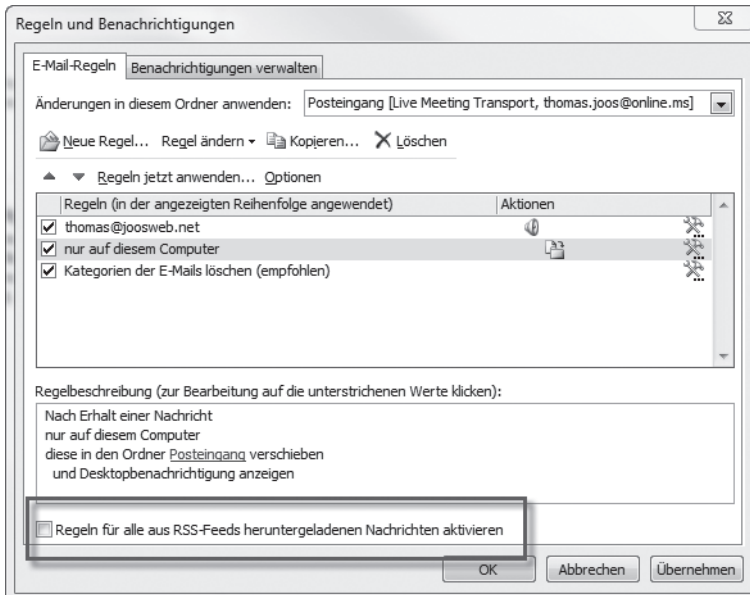 Regeln und Benachrichtigungen
E-Mail-Regeln Benachrichtigungen verwalten
Änderungen in diesem Ordner anwenden: Posteingang [Live Meeting Transport, thomas.joos@online.ms]
Neue Regel... Regel ändern Kopieren... Löschen
Regeln jetzt anwenden... Optionen
Regeln (in der angezeigten Reihenfolge angewendet) Aktionen
thomas@joosweb.net
nur auf diesem Computer
Kategorien der E-Mails löschen (empfohlen)
Regelbeschreibung (zur Bearbeitung auf die unterstrichenen Werte klicken):
Nach Erhalt einer Nachricht
nur auf diesem Computer
diese in den Ordner Posteingang verschieben
und Desktopbenachrichtigung anzeigen
Regeln für alle aus RSS-Feeds heruntergeladenen Nachrichten aktivieren
OK Abbrechen Übernehmen